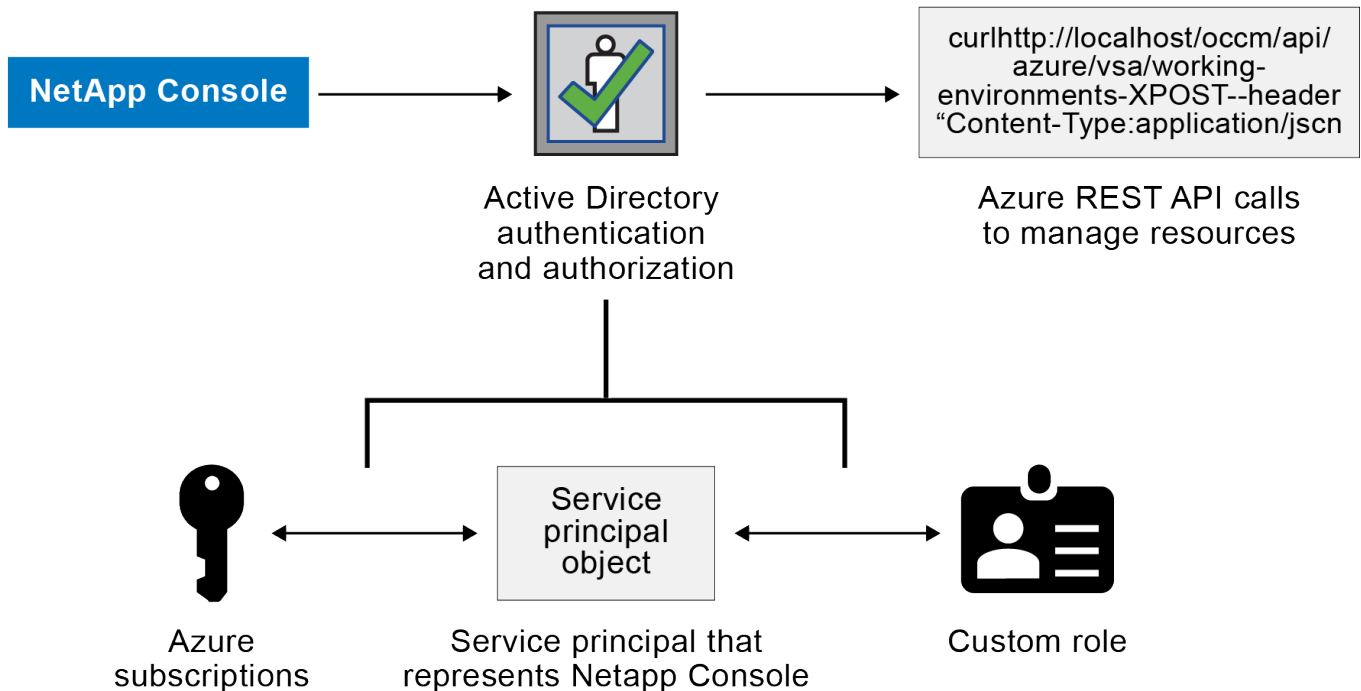 NetApp Console
curlhttp://localhost/occm/api/
azure/vsa/working-
environments-XPOST--header
“Content-Type:application/jscn
Active Directory
authentication
and authorization
Azure REST API calls
to manage resources
Service
principal
object
Azure
subscriptions
Service principal that
represents Netapp Console
Custom role